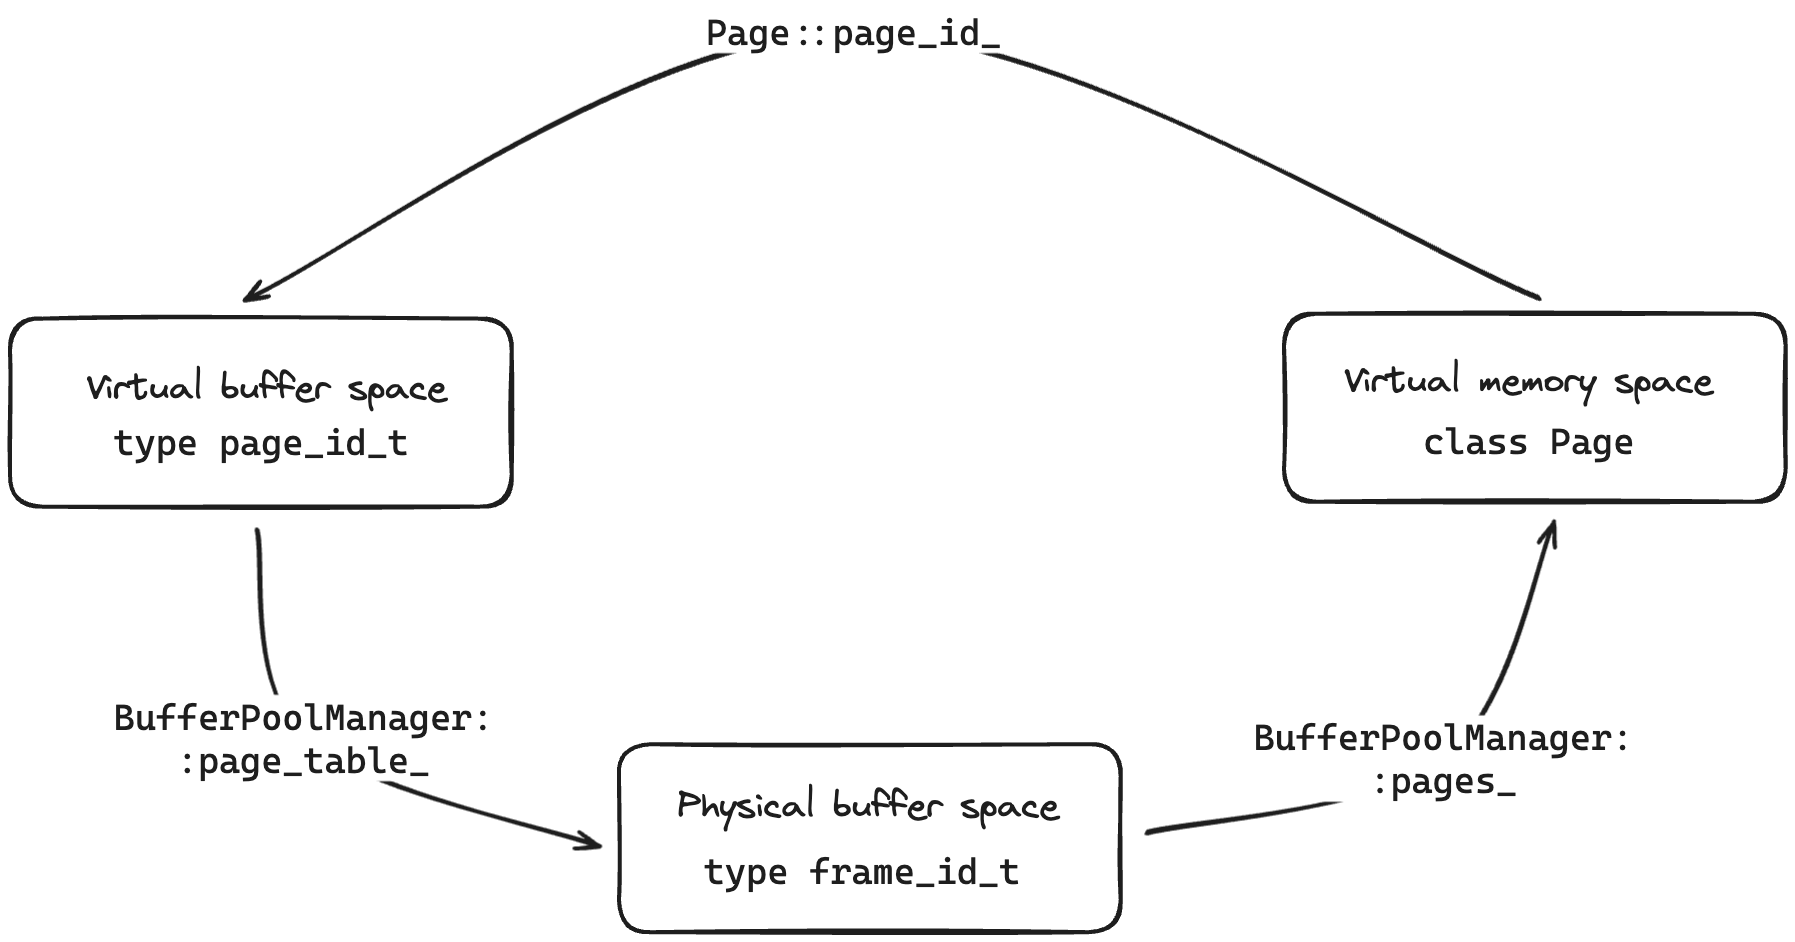 Page::page_id_
Virtual buffer space
type page_id_t
Virtual memory space
class Page
BufferPoolManager:
:page_table_
BufferPoolManager:
:pages_
Physical buffer space
type frame_id_t